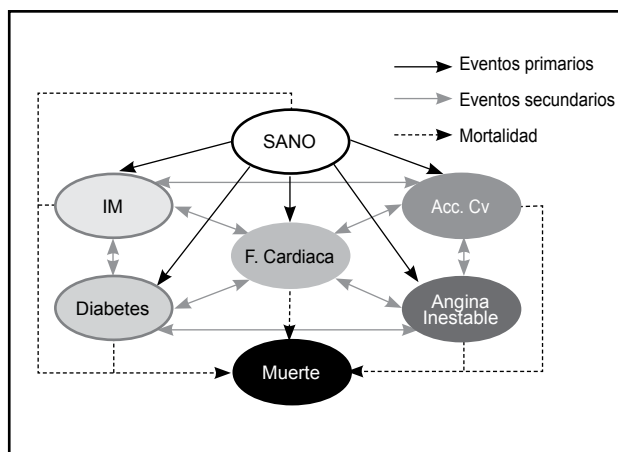 Eventos primarios
Eventos secundarios
Mortalidad
SANO
IM
Acc. Cv
F. Cardiaca
Diabetes
Angina
Inestable
Muerte